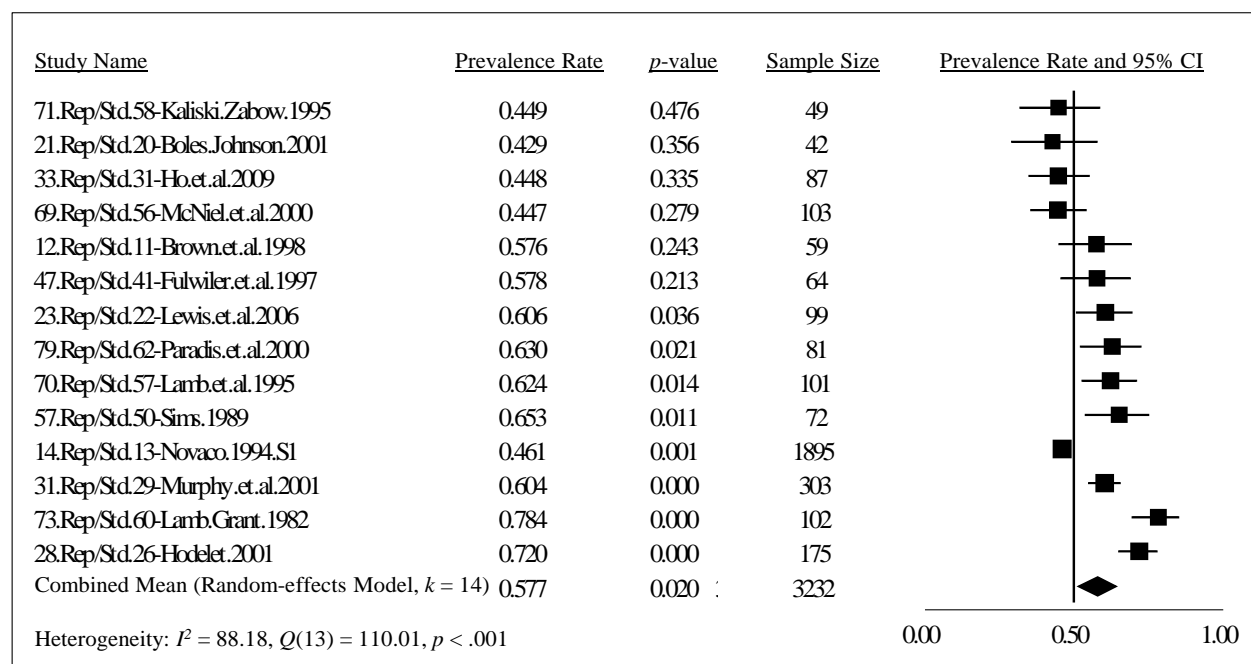 Study Name Prevalence Rate p-value Sample Size Prevalence Rate and 95% CI
71.Rep/Std.58-Kaliski.Zabow.1995 0.449 0.476 49
21.Rep/Std.20-Boles.Johnson.2001 0.429 0.356 42
33.Rep/Std.31-Ho.et.al.2009 0.448 0.335 87
69.Rep/Std.56-McNiel.et.al.2000 0.447 0.279 103
12.Rep/Std.11-Brown.et.al.1998 0.576 0.243 59
47.Rep/Std.41-Fulwiler.et.al.1997 0.578 0.213 64
23.Rep/Std.22-Lewis.et.al.2006 0.606 0.036 99
79.Rep/Std.62-Paradis.et.al.2000 0.630 0.021 81
70.Rep/Std.57-Lamb.et.al.1995 0.624 0.014 101
57.Rep/Std.50-Sims.1989 0.653 0.011 72
14.Rep/Std.13-Novaco.1994.S1 0.461 0.001 1895
31.Rep/Std.29-Murphy.et.al.2001 0.604 0.000 303
73.Rep/Std.60-Lamb.Grant.1982 0.784 0.000 102
28.Rep/Std.26-Hodelet.2001 0.720 0.000 175
Combined Mean (Random-effects Model, k = 14) 0.577 0.020 3232
0.00 0.50 1.00
Heterogeneity: I² = 88.18, Q(13) = 110.01, p < .001